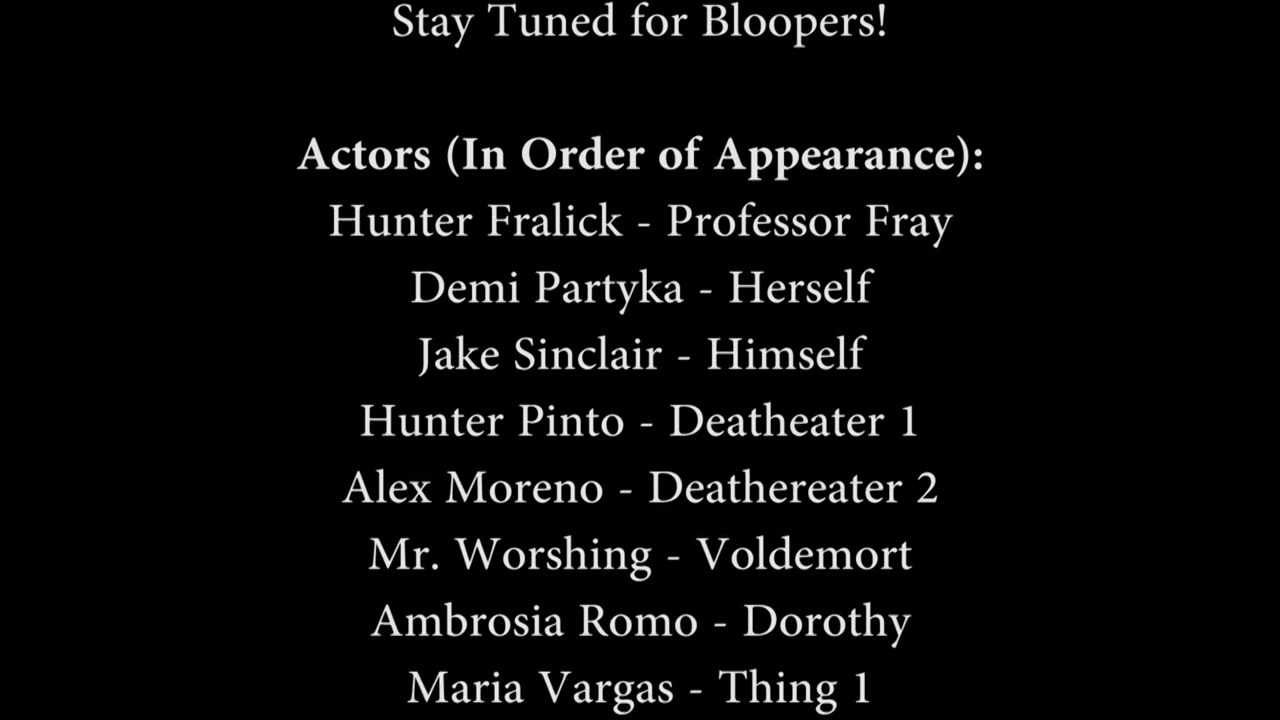 Stay Tuned for Bloopers!
Actors (In Order of Appearance):
Hunter Fralick - Professor Fray
Demi Partyka - Herself
Jake Sinclair - Himself
Hunter Pinto - Deatheater 1
Alex Moreno - Deathereater 2
Mr. Worshing - Voldemort
Ambrosia Romo - Dorothy
Maria Vargas - Thing 1